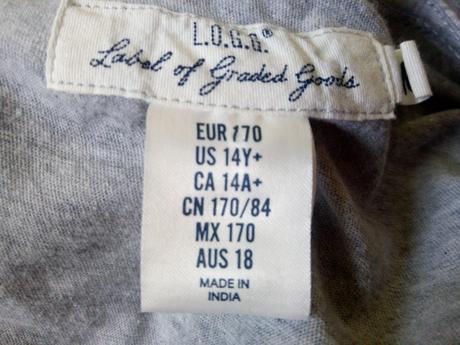 L.O.G.G.®
Label of Graded Goods
EUR 170
US 14Y+
CA 14A+
CN 170/84
MX 170
AUS 18
MADE IN
INDIA